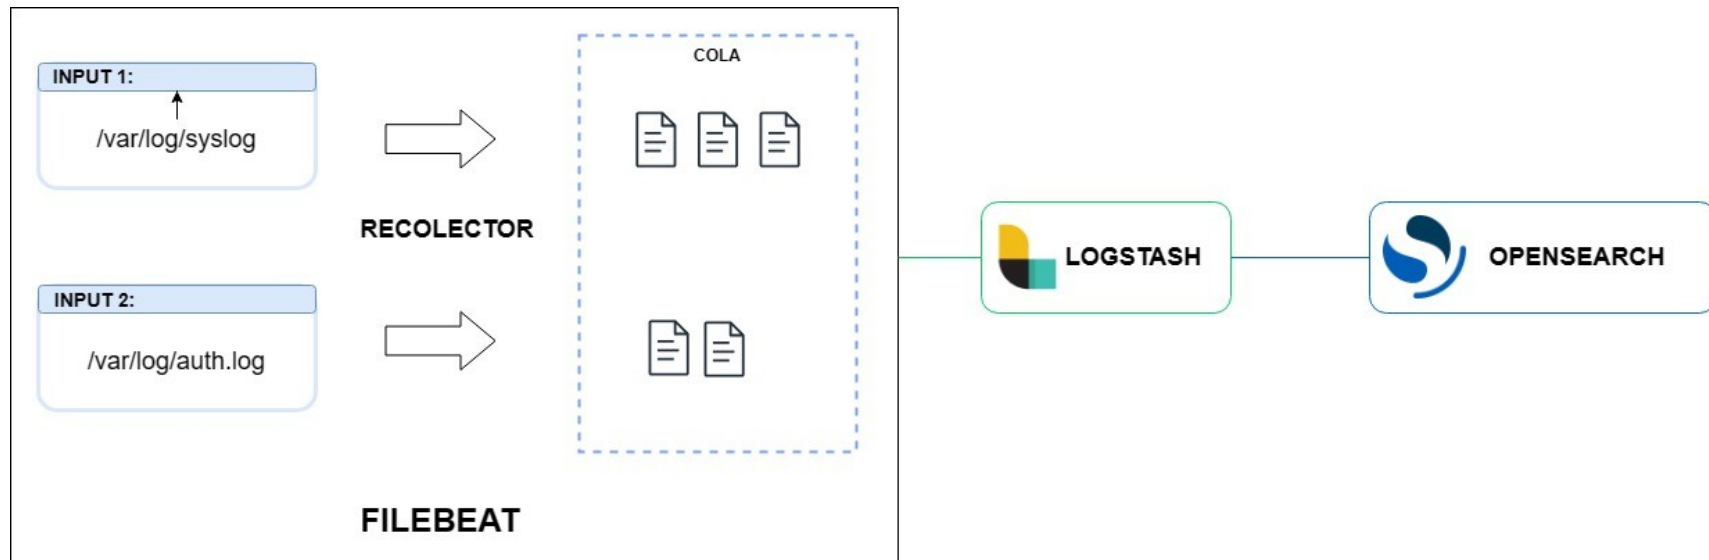 COLA
INPUT 1:
/var/log/syslog
RECOLECTOR
INPUT 2:
/var/log/auth.log
FILEBEAT
LOGSTASH
OPENSEARCH